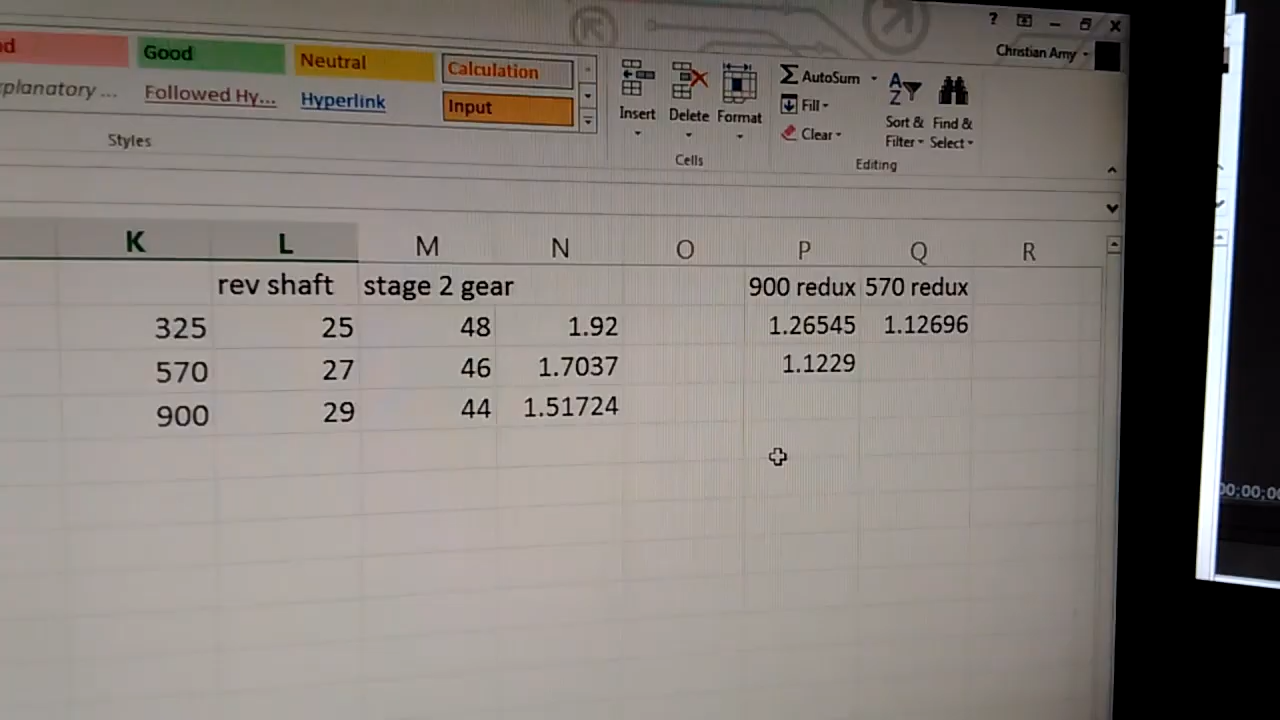 ?
Christian Amy
Good
Neutral
Calculation
planatory ...
Followed Hy...
Hyperlink
Input
Styles
Insert
Delete
Format
Cells
AutoSum
Fill
Clear
Sort &
Filter
Find &
Select
Editing
K L M N O P Q R
rev shaft stage 2 gear 900 redux 570 redux
325 25 48 1.92 1.26545 1.12696
570 27 46 1.7037 1.1229
900 29 44 1.51724